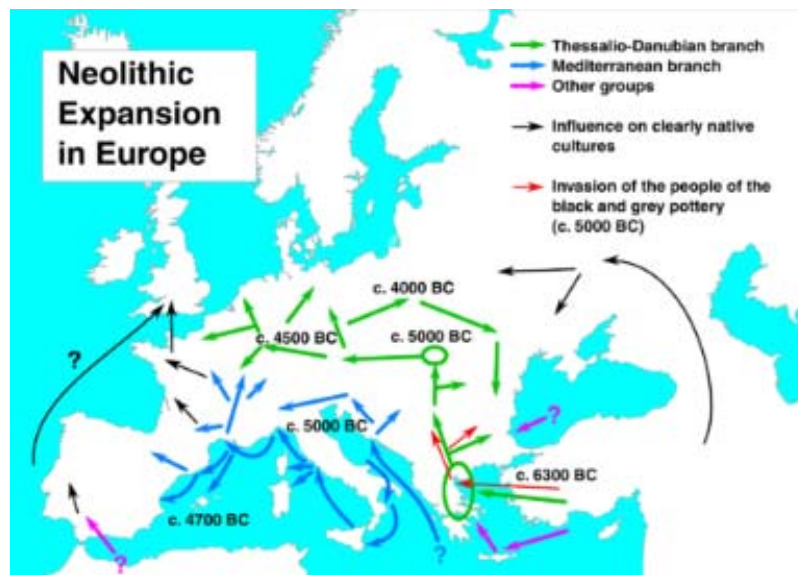 Neolithic
Expansion
in Europe
Thessalio-Danubian branch
Mediterranean branch
Other groups
Influence on clearly native
cultures
Invasion of the people of the
black and grey pottery
(c. 5000 BC)
c. 4000 BC
c. 4500 BC
c. 5000 BC
?
?
c. 5000 BC
c. 6300 BC
c. 4700 BC
?
?